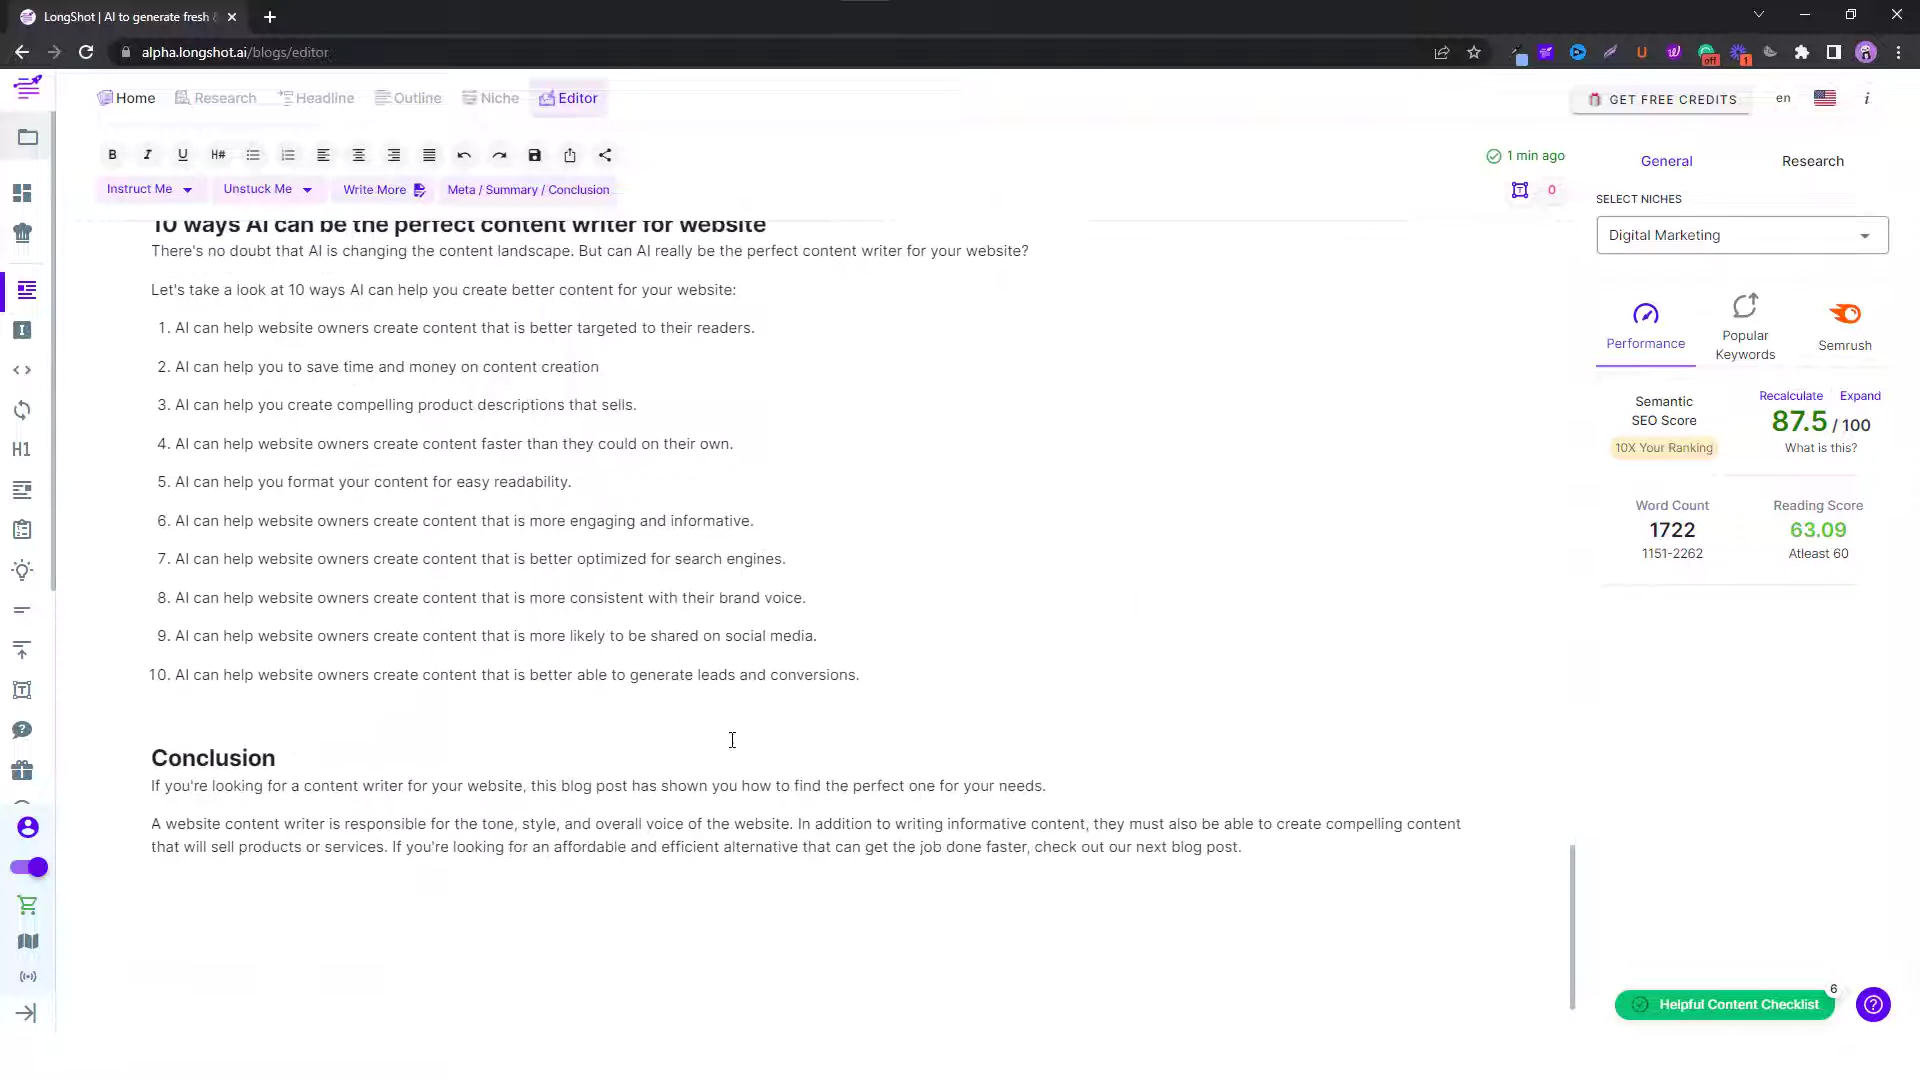 LongShot | AI to generate fresh
alpha.longshot.ai/blogs/editor
off
1
Home
Research
Headline
Outline
Niche
Editor
GET FREE CREDITS
en
i
B I U H#
1 min ago
General
Research
Instruct Me
Unstuck Me
Write More
Meta / Summary / Conclusion
0
SELECT NICHES
Digital Marketing
10 ways AI can be the perfect content writer for website
There's no doubt that AI is changing the content landscape. But can AI really be the perfect content writer for your website?
Let's take a look at 10 ways AI can help you create better content for your website:
1. AI can help website owners create content that is better targeted to their readers.
2. AI can help you to save time and money on content creation
3. AI can help you create compelling product descriptions that sells.
4. AI can help website owners create content faster than they could on their own.
5. AI can help you format your content for easy readability.
6. AI can help website owners create content that is more engaging and informative.
7. AI can help website owners create content that is better optimized for search engines.
8. AI can help website owners create content that is more consistent with their brand voice.
9. AI can help website owners create content that is more likely to be shared on social media.
10. AI can help website owners create content that is better able to generate leads and conversions.
Conclusion
If you're looking for a content writer for your website, this blog post has shown you how to find the perfect one for your needs.
A website content writer is responsible for the tone, style, and overall voice of the website. In addition to writing informative content, they must also be able to create compelling content
that will sell products or services. If you're looking for an affordable and efficient alternative that can get the job done faster, check out our next blog post.
Performance
Popular
Keywords
Semrush
Semantic
SEO Score
10X Your Ranking
Recalculate
Expand
87.5 / 100
What is this?
Word Count
1722
1151-2262
Reading Score
63.09
Atleast 60
H1
Helpful Content Checklist
6